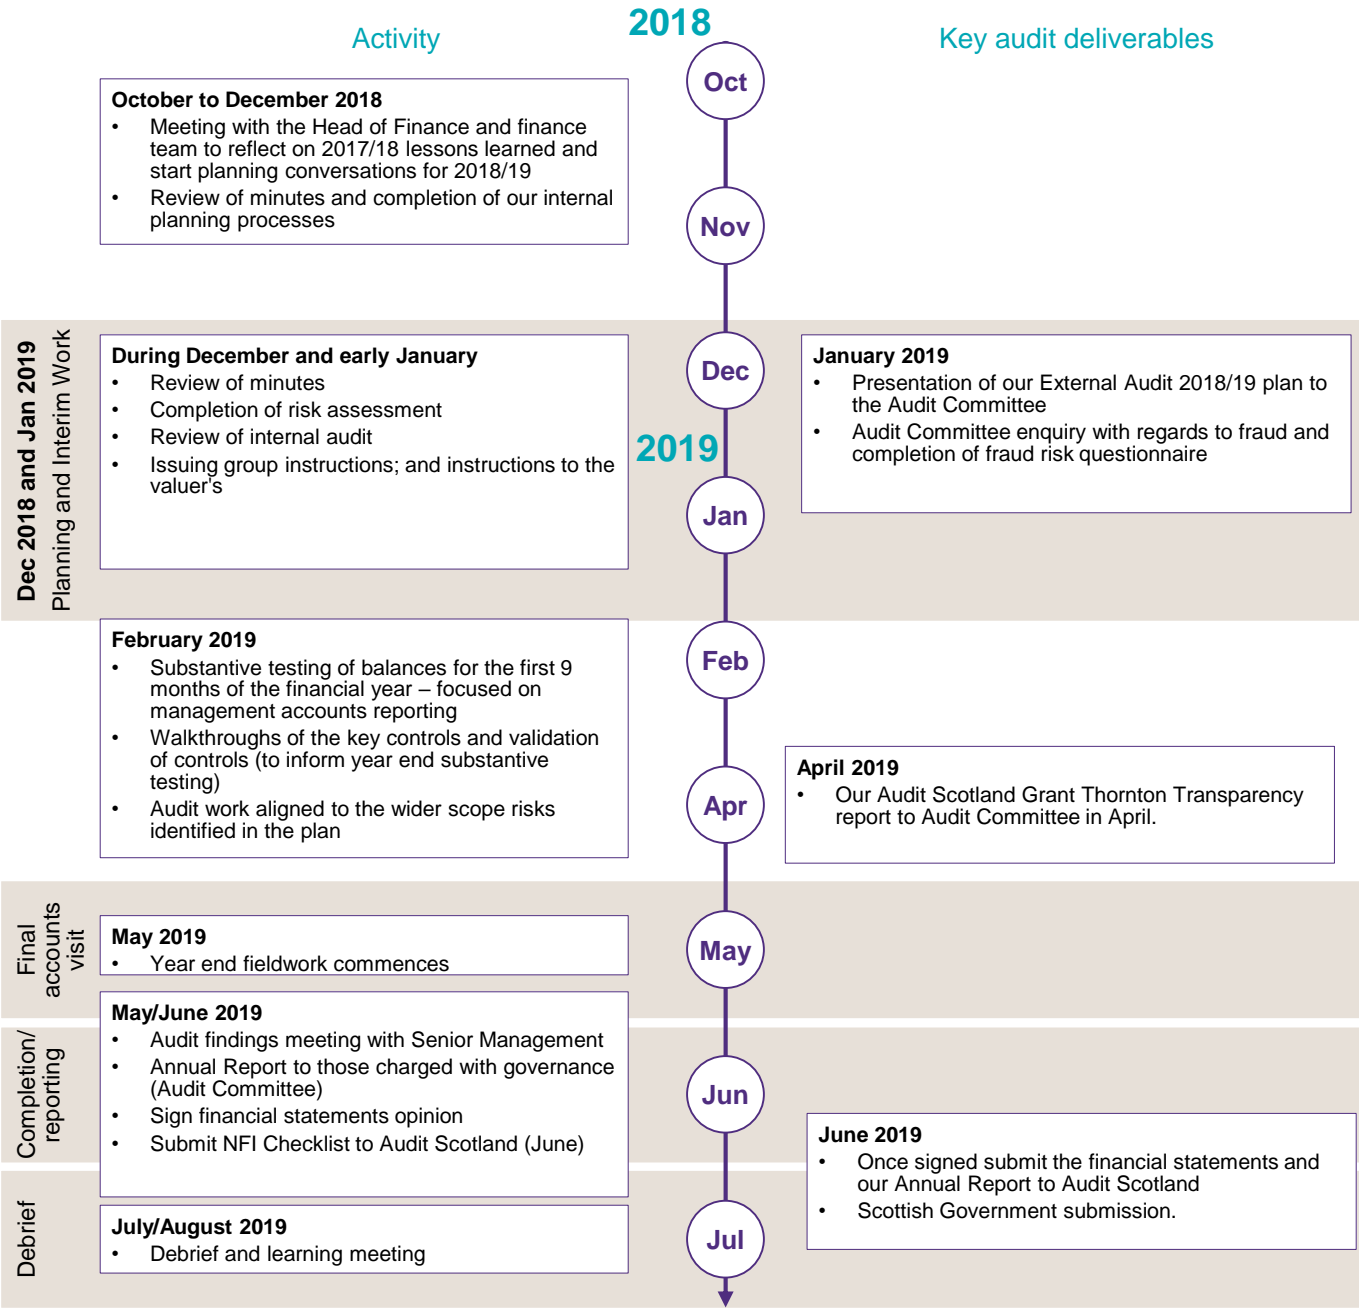 2018
Activity
Key audit deliverables
Oct
October to December 2018
• Meeting with the Head of Finance and finance
team to reflect on 2017/18 lessons learned and
start planning conversations for 2018/19
• Review of minutes and completion of our internal
planning processes
Nov
Dec 2018 and Jan 2019
Planning and Interim Work
During December and early January
• Review of minutes
• Completion of risk assessment
• Review of internal audit
• Issuing group instructions; and instructions to the
valuer's
Dec
2019
Jan
January 2019
• Presentation of our External Audit 2018/19 plan to
the Audit Committee
• Audit Committee enquiry with regards to fraud and
completion of fraud risk questionnaire
February 2019
• Substantive testing of balances for the first 9
months of the financial year – focused on
management accounts reporting
• Walkthroughs of the key controls and validation
of controls (to inform year end substantive
testing)
• Audit work aligned to the wider scope risks
identified in the plan
Feb
Apr
April 2019
• Our Audit Scotland Grant Thornton Transparency
report to Audit Committee in April.
Final
accounts
visit
May 2019
• Year end fieldwork commences
May
Completion/
reporting
May/June 2019
• Audit findings meeting with Senior Management
• Annual Report to those charged with governance
(Audit Committee)
• Sign financial statements opinion
• Submit NFI Checklist to Audit Scotland (June)
Jun
June 2019
• Once signed submit the financial statements and
our Annual Report to Audit Scotland
• Scottish Government submission.
Debrief
July/August 2019
• Debrief and learning meeting
Jul